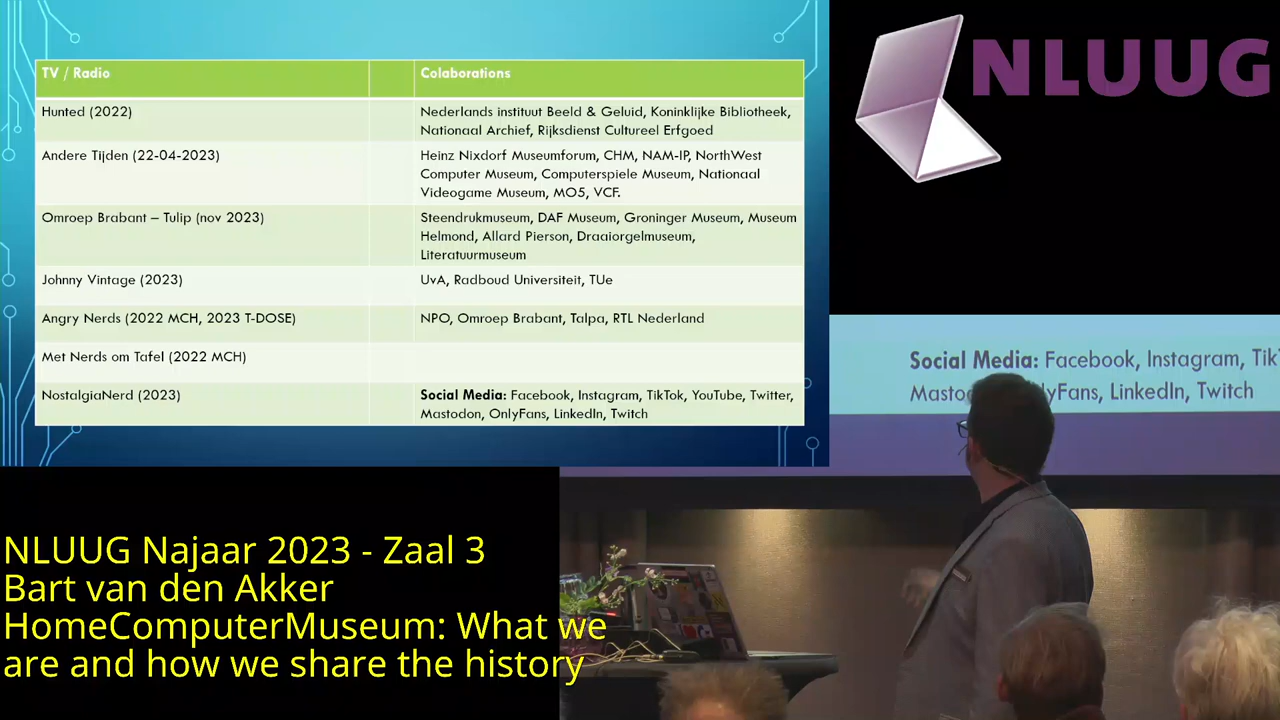 TV / Radio
Colaborations
Hunted (2022)
Nederlands instituut Beeld & Geluid, Koninklijke Bibliotheek,
Nationaal Archief, Rijksdienst Cultureel Erfgoed
Andere Tijden (22-04-2023)
Heinz Nixdorf Museumforum, CHM, NAM-IP, NorthWest
Computer Museum, Computerspiele Museum, Nationaal
Videogame Museum, MO5, VCF.
Omroep Brabant – Tulip (nov 2023)
Steendrukmuseum, DAF Museum, Groninger Museum, Museum
Helmond, Allard Pierson, Draaiorgelmuseum,
Literatuurmuseum
Johnny Vintage (2023)
UvA, Radboud Universiteit, TUe
Angry Nerds (2022 MCH, 2023 T-DOSE)
NPO, Omroep Brabant, Talpa, RTL Nederland
Met Nerds om Tafel (2022 MCH)
NostalgiaNerd (2023)
Social Media: Facebook, Instagram, TikTok, YouTube, Twitter,
Mastodon, OnlyFans, LinkedIn, Twitch
NLUUG
Social Media: Facebook, Instagram, Tik
Masto lyFans, LinkedIn, Twitch
NLUUG Najaar 2023 - Zaal 3
Bart van den Akker
HomeComputerMuseum: What we
are and how we share the history